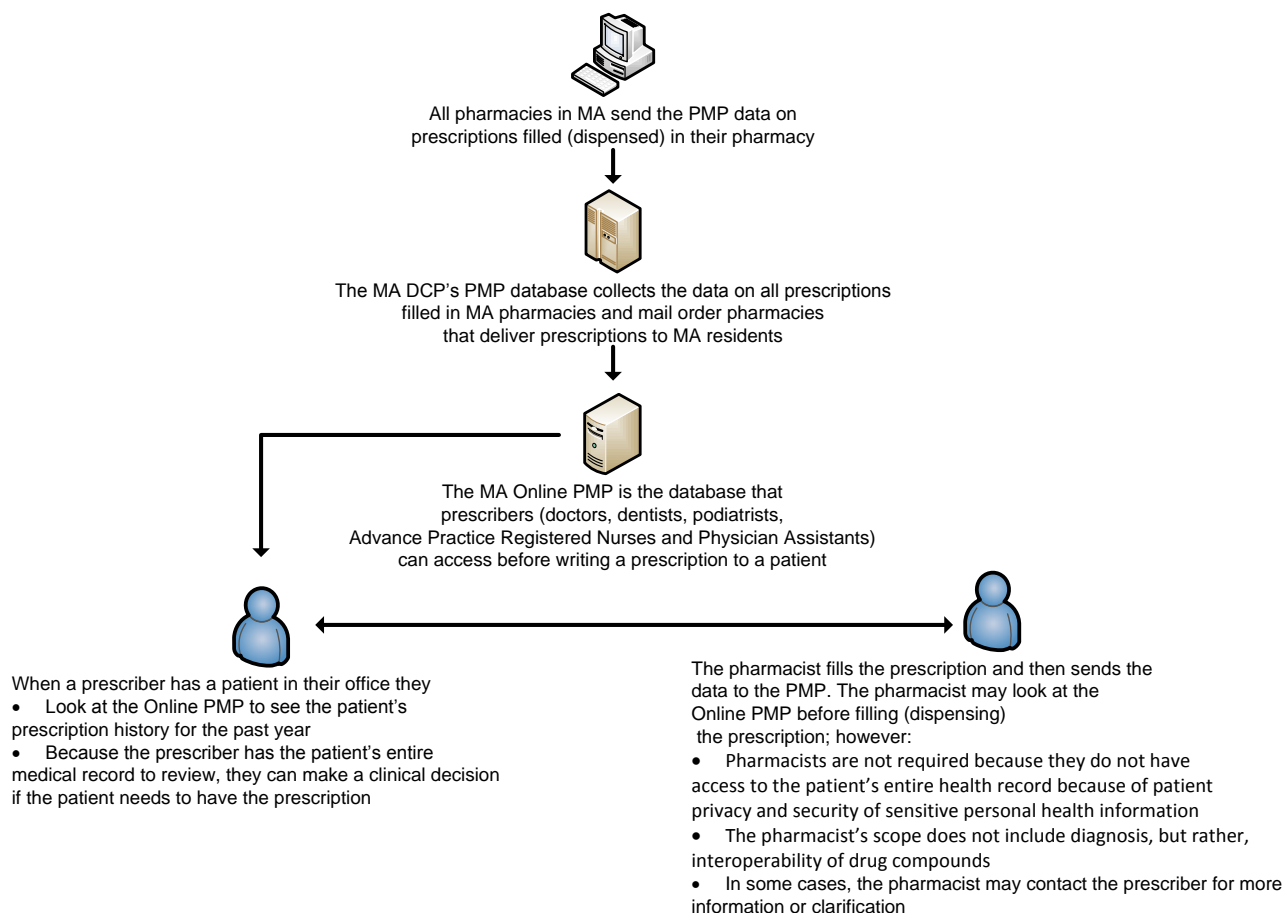 All pharmacies in MA send the PMP data on
prescriptions filled (dispensed) in their pharmacy
The MA DCP's PMP database collects the data on all prescriptions
filled in MA pharmacies and mail order pharmacies
that deliver prescriptions to MA residents
The MA Online PMP is the database that
prescribers (doctors, dentists, podiatrists,
Advance Practice Registered Nurses and Physician Assistants)
can access before writing a prescription to a patient
When a prescriber has a patient in their office they
• Look at the Online PMP to see the patient's
prescription history for the past year
• Because the prescriber has the patient's entire
medical record to review, they can make a clinical decision
if the patient needs to have the prescription
The pharmacist fills the prescription and then sends the
data to the PMP. The pharmacist may look at the
Online PMP before filling (dispensing)
the prescription; however:
• Pharmacists are not required because they do not have
access to the patient's entire health record because of patient
privacy and security of sensitive personal health information
• The pharmacist's scope does not include diagnosis, but rather,
interoperability of drug compounds
• In some cases, the pharmacist may contact the prescriber for more
information or clarification